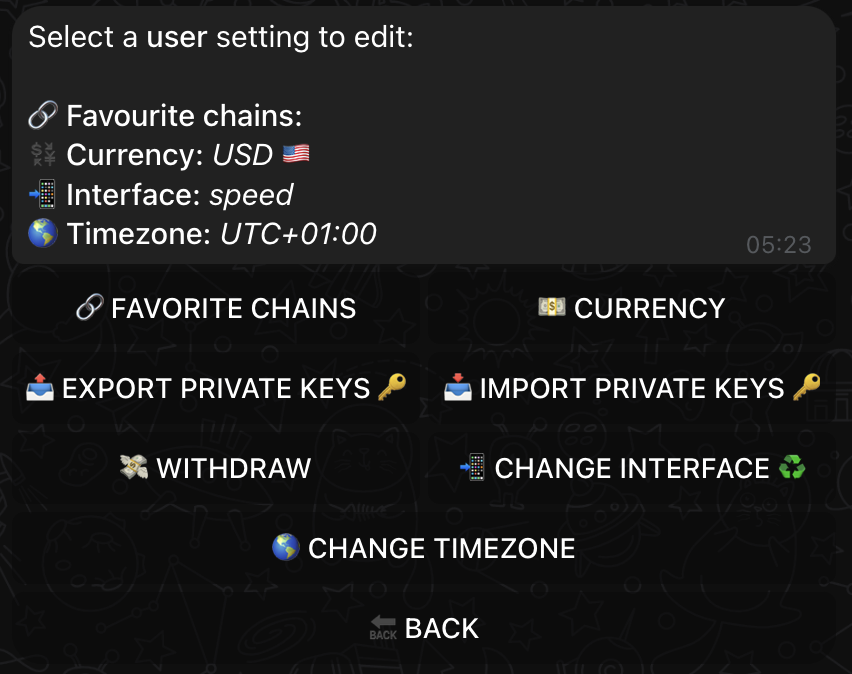 Select a user setting to edit:
🔗 Favourite chains:
💱 Currency: USD 🇺🇸
📲 Interface: speed
🌎 Timezone: UTC+01:00
05:23
🔗 FAVORITE CHAINS
💵 CURRENCY
📤 EXPORT PRIVATE KEYS 🔑
📥 IMPORT PRIVATE KEYS 🔑
💸 WITHDRAW
📲 CHANGE INTERFACE ♻️
🌎 CHANGE TIMEZONE
🔙 BACK